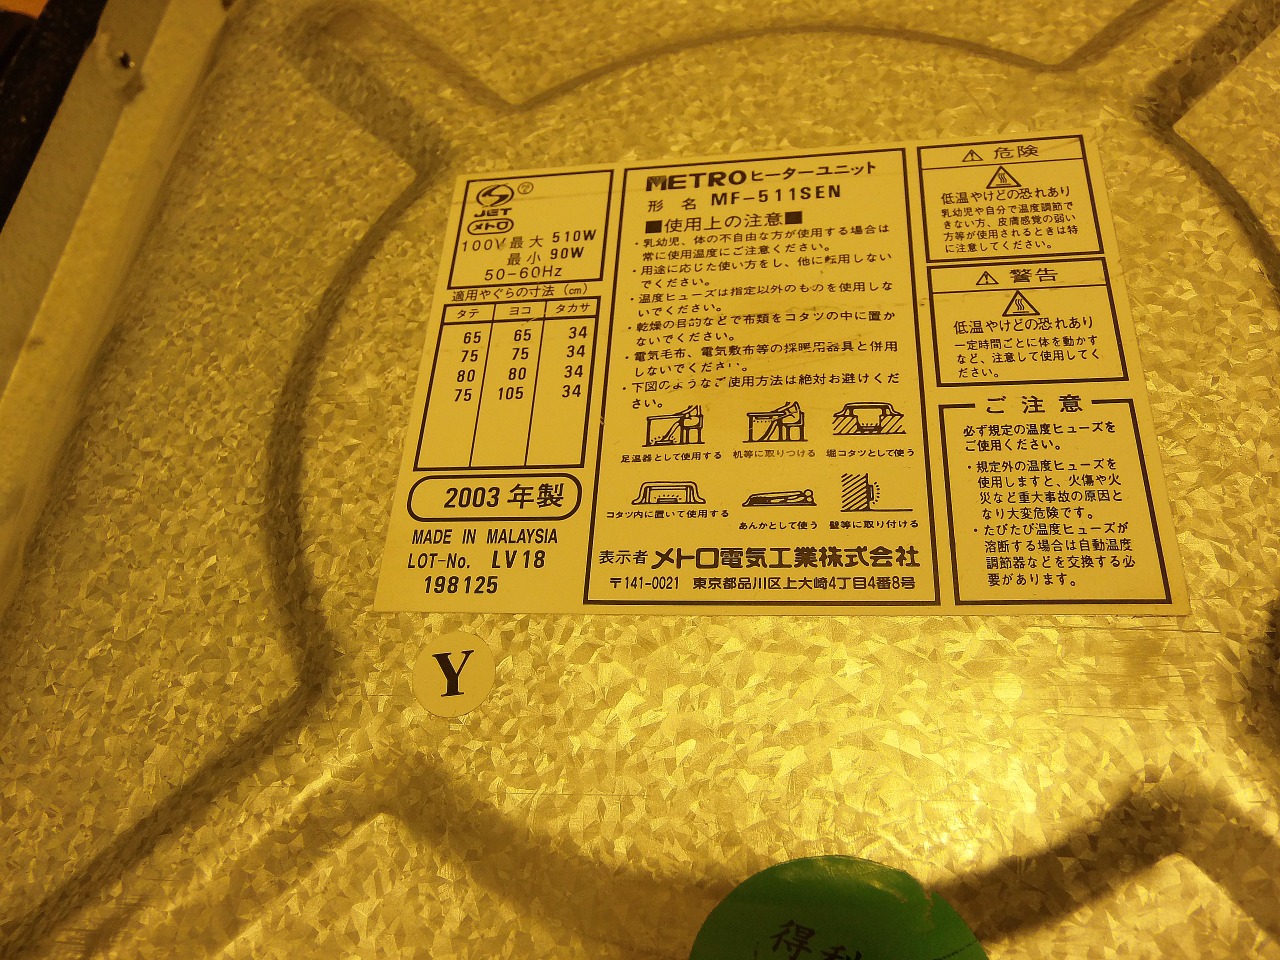 JET
メトロ
100V 最大 510W
最小 90W
50-60Hz
適用やぐらの寸法(cm)
タテ ヨコ タカサ
65 65 34
75 75 34
80 80 34
75 105 34
2003年製
MADE IN MALAYSIA
LOT-No. LV18
198125
METROヒーターユニット
形名 MF-511SEN
■使用上の注意■
・乳幼児、体の不自由な方が使用する場合は
常に使用温度にご注意ください。
・用途に応じた使い方をし、他に転用しない
でください。
・温度ヒューズは指定以外のものを使用しな
いでください。
・乾燥の目的などで布類をコタツの中に置か
ないでください。
・電気毛布、電気敷布等の採暖用器具と併用
しないでください。
・下図のようなご使用方法は絶対お避けくだ
さい。
足温器として使用する 机等に取りつける 堀コタツとして使う
コタツ内に置いて使用する あんかとして使う 壁等に取り付ける
表示者 メトロ電気工業株式会社
〒141-0021 東京都品川区上大崎4丁目4番8号
⚠ 危険
低温やけどの恐れあり
乳幼児や自分で温度調節で
きない方、皮膚感覚の弱い
方等が使用されるときは特
に注意してください。
⚠ 警告
低温やけどの恐れあり
一定時間ごとに体を動かす
など、注意して使用してく
ださい。
ご注意
必ず規定の温度ヒューズを
ご使用ください。
・規定外の温度ヒューズを
使用しますと、火傷や火
災など重大事故の原因と
なり大変危険です。
・たびたび温度ヒューズが
溶断する場合は自動温度
調節器などを交換する必
要があります。
Y
得